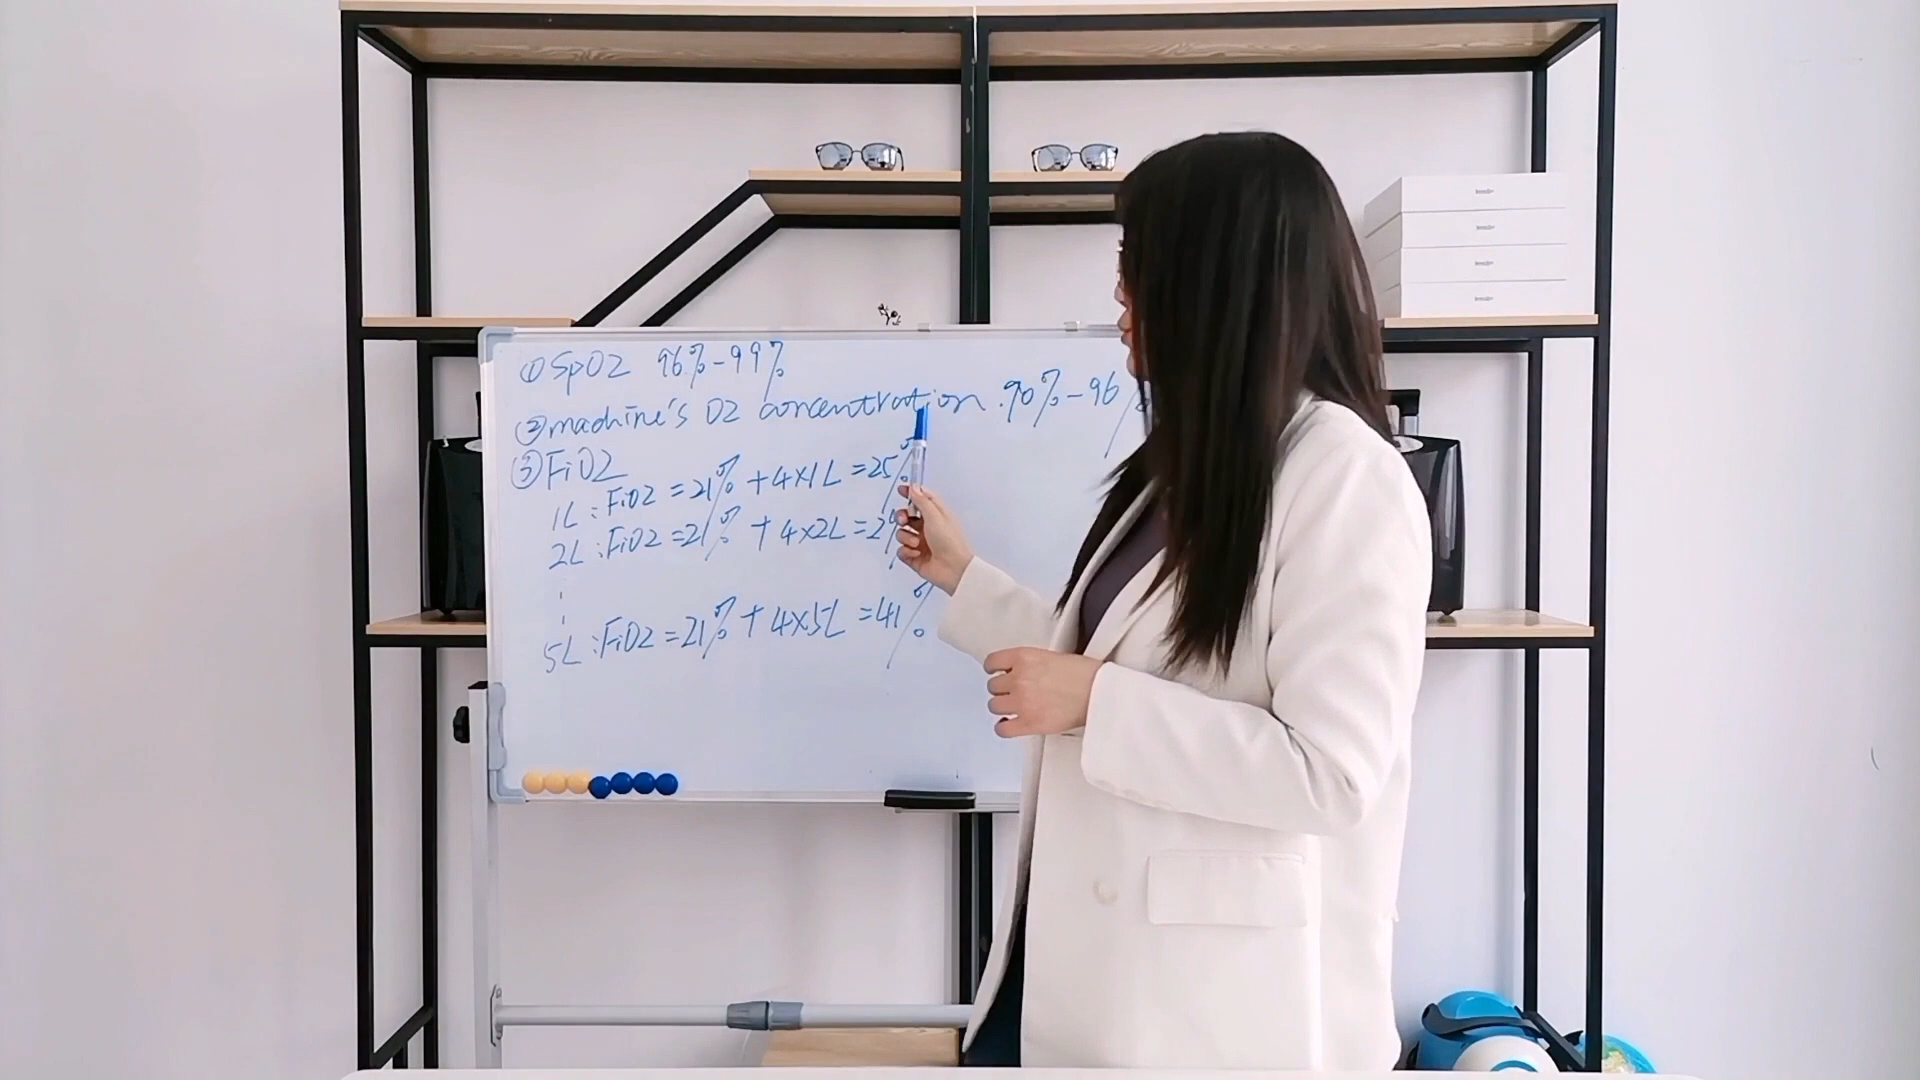 ①SpO2 96%-99%
②machine's O2 concentration .90%-96%
③FiO2
1L : FiO2 = 21% + 4×1L = 25%
2L : FiO2 = 21% + 4×2L = 29
5L : FiO2 = 21% + 4×5L = 41%